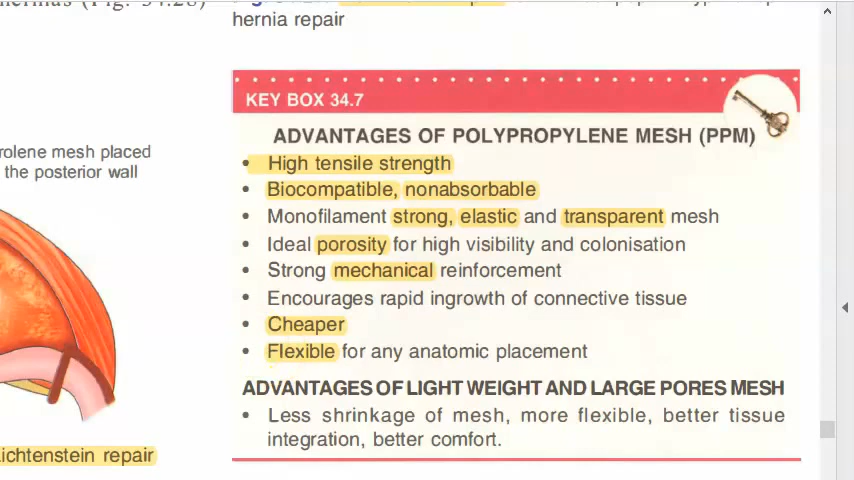 hernia repair
KEY BOX 34.7
ADVANTAGES OF POLYPROPYLENE MESH (PPM)
• High tensile strength
• Biocompatible, nonabsorbable
• Monofilament strong, elastic and transparent mesh
• Ideal porosity for high visibility and colonisation
• Strong mechanical reinforcement
• Encourages rapid ingrowth of connective tissue
• Cheaper
• Flexible for any anatomic placement
ADVANTAGES OF LIGHT WEIGHT AND LARGE PORES MESH
• Less shrinkage of mesh, more flexible, better tissue
integration, better comfort.
mesh placed
the posterior wall
repair